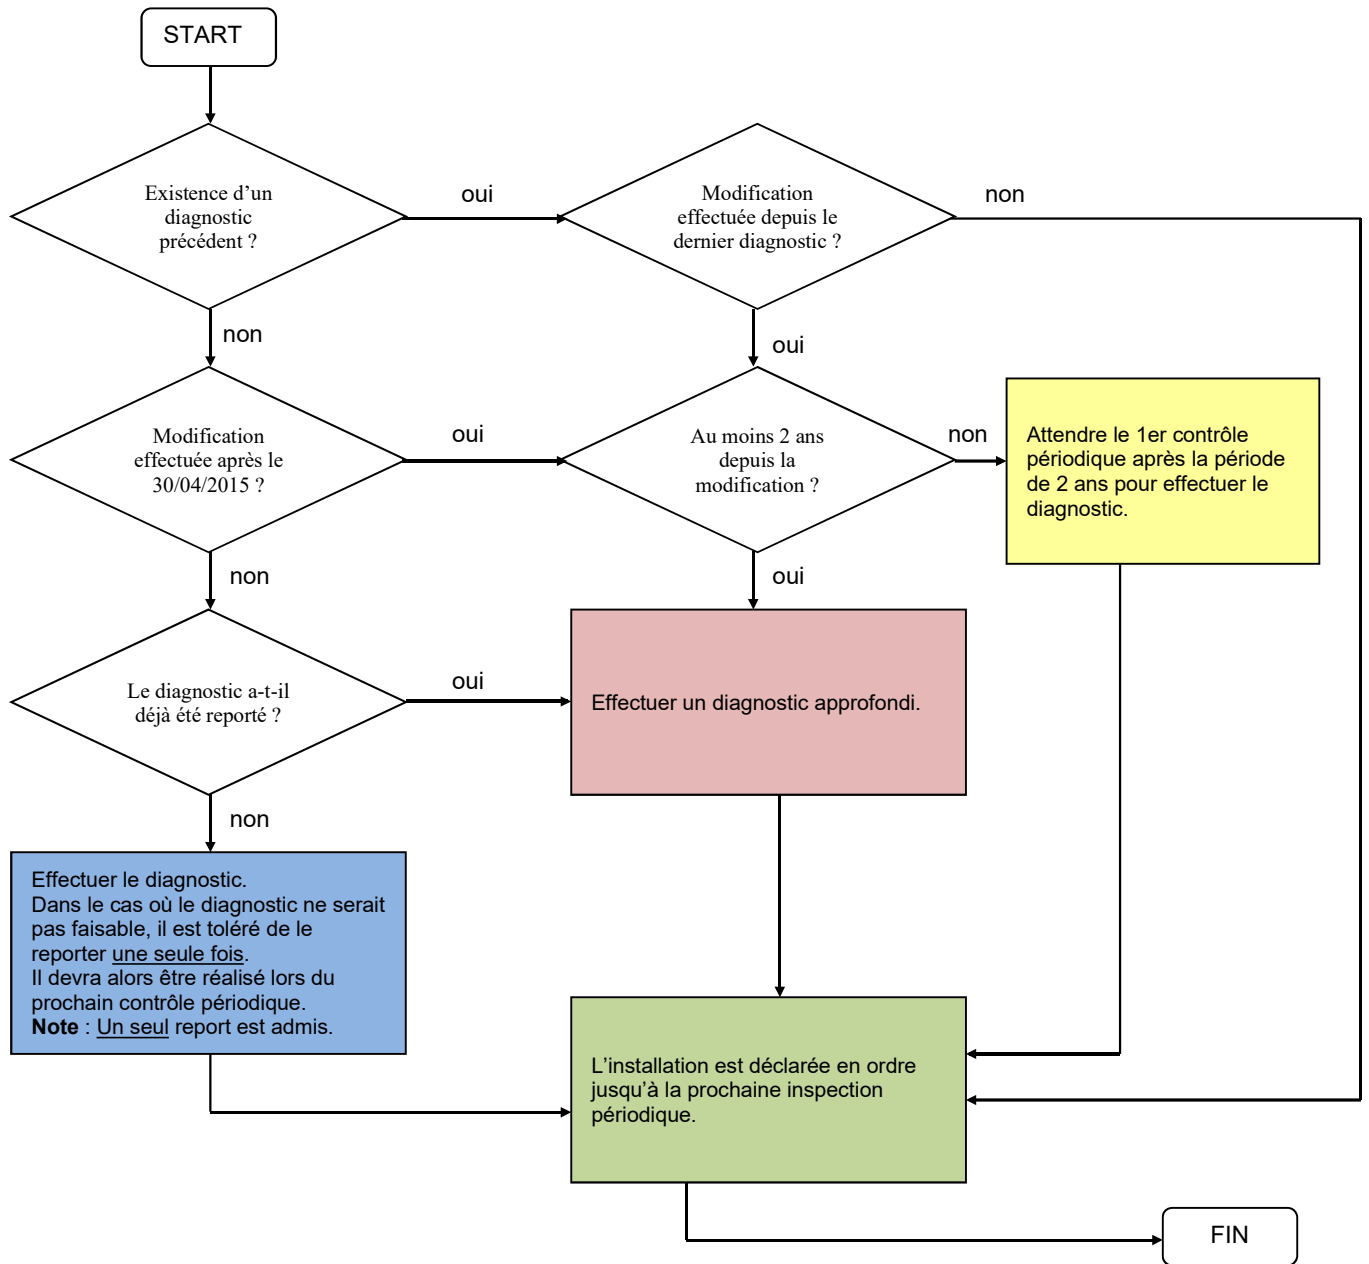 START
Existence d’un
diagnostic
précédent ?
oui
Modification
effectuée depuis le
dernier diagnostic ?
non
non
oui
Modification
effectuée après le
30/04/2015 ?
oui
Au moins 2 ans
depuis la
modification ?
non
Attendre le 1er contrôle
périodique après la période
de 2 ans pour effectuer le
diagnostic.
non
oui
Le diagnostic a-t-il
déjà été reporté ?
oui
Effectuer un diagnostic approfondi.
non
Effectuer le diagnostic.
Dans le cas où le diagnostic ne serait
pas faisable, il est toléré de le
reporter une seule fois.
Il devra alors être réalisé lors du
prochain contrôle périodique.
Note : Un seul report est admis.
L’installation est déclarée en ordre
jusqu’à la prochaine inspection
périodique.
FIN